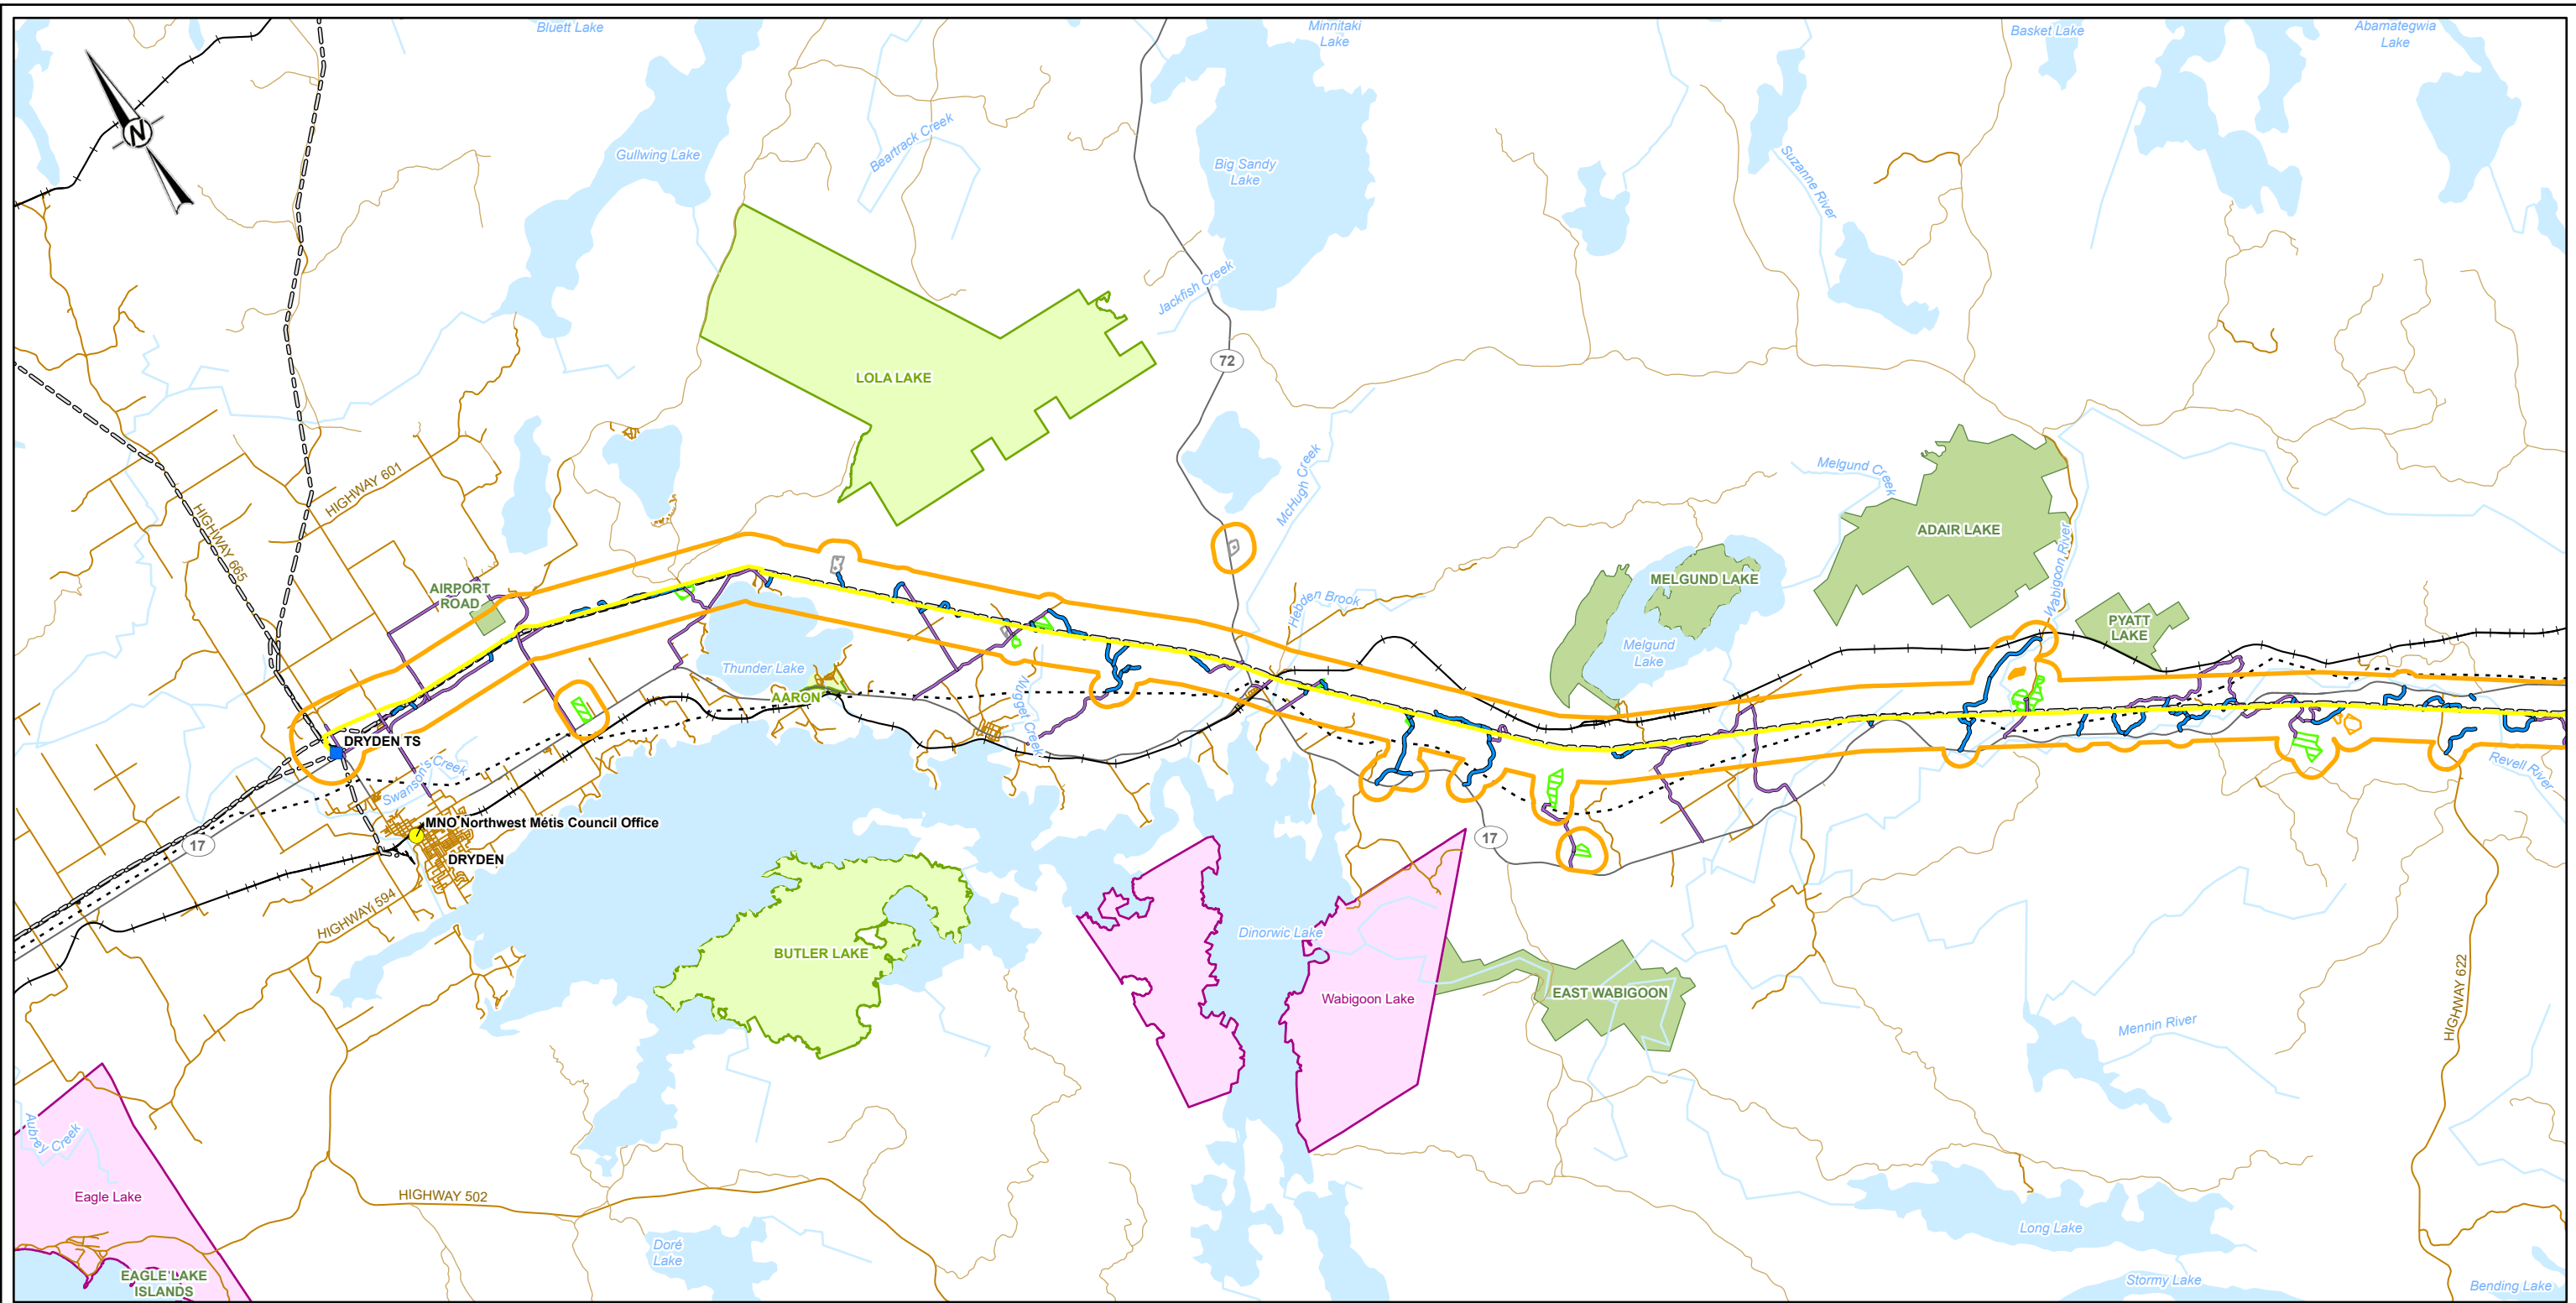 Bluett Lake
Minnitaki
Lake
Basket Lake
Abamategwia
Lake
N
Gullwing Lake
Beartrack Creek
Big Sandy
Lake
Suzanne River
Jackfish Creek
72
LOLA LAKE
HIGHWAY 601
HIGHWAY 665
McHugh Creek
Melgund Creek
ADAIR LAKE
Wabigoon River
AIRPORT
ROAD
MELGUND LAKE
Hebden Brook
PYATT
LAKE
Melgund
Lake
Thunder Lake
AARON
Nugget Creek
DRYDEN TS
Swanson's Creek
Revell River
MNO Northwest Métis Council Office
17
17
DRYDEN
HIGHWAY 594
Dinorwic Lake
BUTLER LAKE
Wabigoon Lake
EAST WABIGOON
HIGHWAY 622
Mennin River
Aubrey Creek
Eagle Lake
HIGHWAY 502
Doré
Lake
Long Lake
EAGLE LAKE
ISLANDS
Stormy Lake
Bending Lake